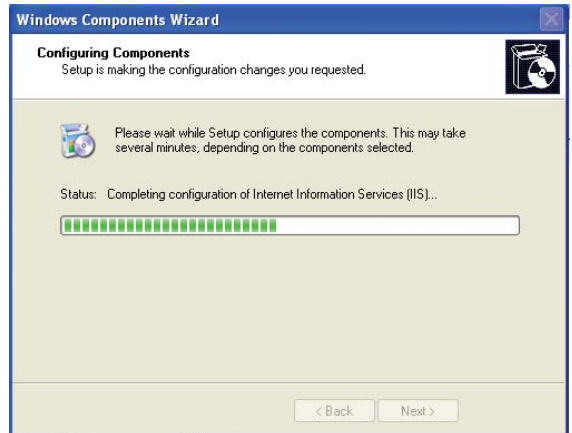 Windows Components Wizard
Configuring Components
Setup is making the configuration changes you requested.
Please wait while Setup configures the components. This may take
several minutes, depending on the components selected.
Status: Completing configuration of Internet Information Services (IIS)...
< Back Next >